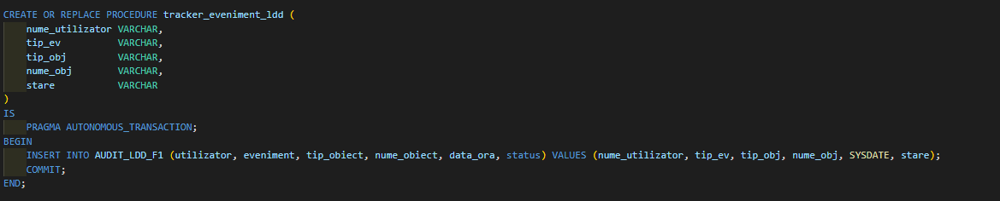 CREATE OR REPLACE PROCEDURE tracker_eveniment_ldd (
    nume_utilizator VARCHAR,
    tip_ev          VARCHAR,
    tip_obj         VARCHAR,
    nume_obj        VARCHAR,
    stare           VARCHAR
)
IS
    PRAGMA AUTONOMOUS_TRANSACTION;
BEGIN
    INSERT INTO AUDIT_LDD_F1 (utilizator, eveniment, tip_obiect, nume_obiect, data_ora, status) VALUES (nume_utilizator, tip_ev, tip_obj, nume_obj, SYSDATE, stare);
    COMMIT;
END;